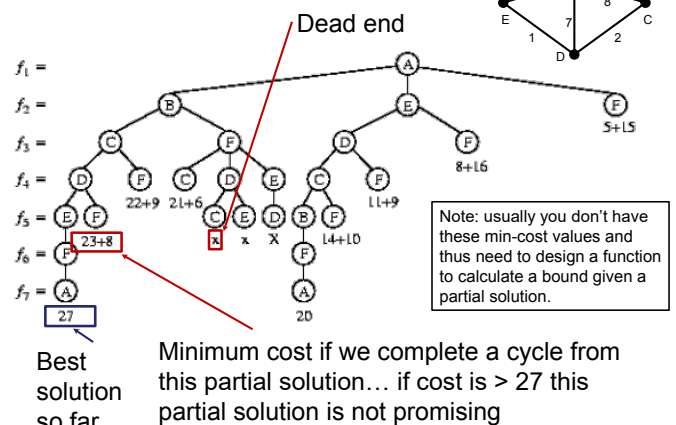 Dead end
E
1
7
8
2
C
D
f₁ =
A
f₂ =
B
E
F
5+15
f₃ =
C
F
D
F
8+16
f₄ =
D
F
C
D
E
C
F
22+9
21+6
11+9
f₅ =
E
F
C
E
D
B
F
23+8
x
x
X
14+10
f₆ =
F
F
f₇ =
A
A
27
20
Note: usually you don't have
these min-cost values and
thus need to design a function
to calculate a bound given a
partial solution.
Best
solution
so far
Minimum cost if we complete a cycle from
this partial solution… if cost is > 27 this
partial solution is not promising